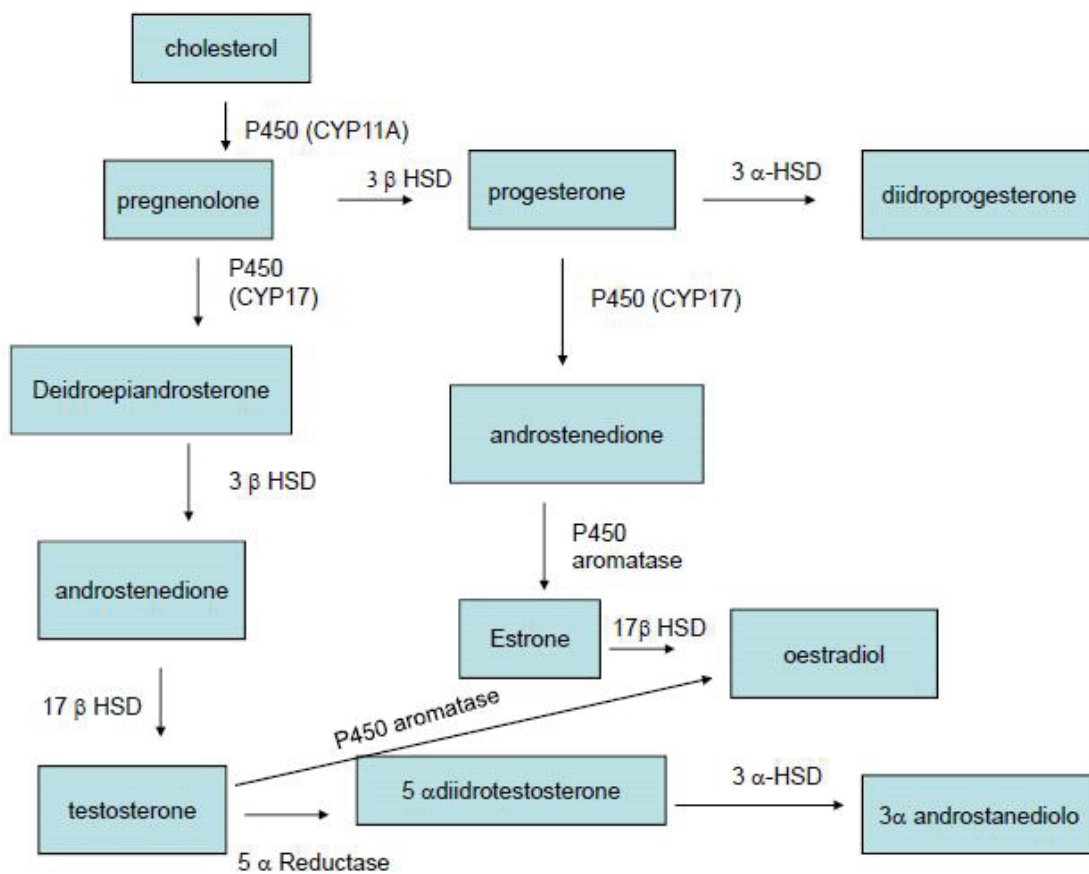 cholesterol
P450 (CYP11A)
pregnenolone
3 β HSD
progesterone
3 α-HSD
diidroprogesterone
P450
(CYP17)
P450 (CYP17)
Deidroepiandrosterone
androstenedione
3 β HSD
P450
aromatase
androstenedione
Estrone
17β HSD
oestradiol
17 β HSD
P450 aromatase
testosterone
5 α Reductase
5 αdiidrotestosterone
3 α-HSD
3α androstanediolo